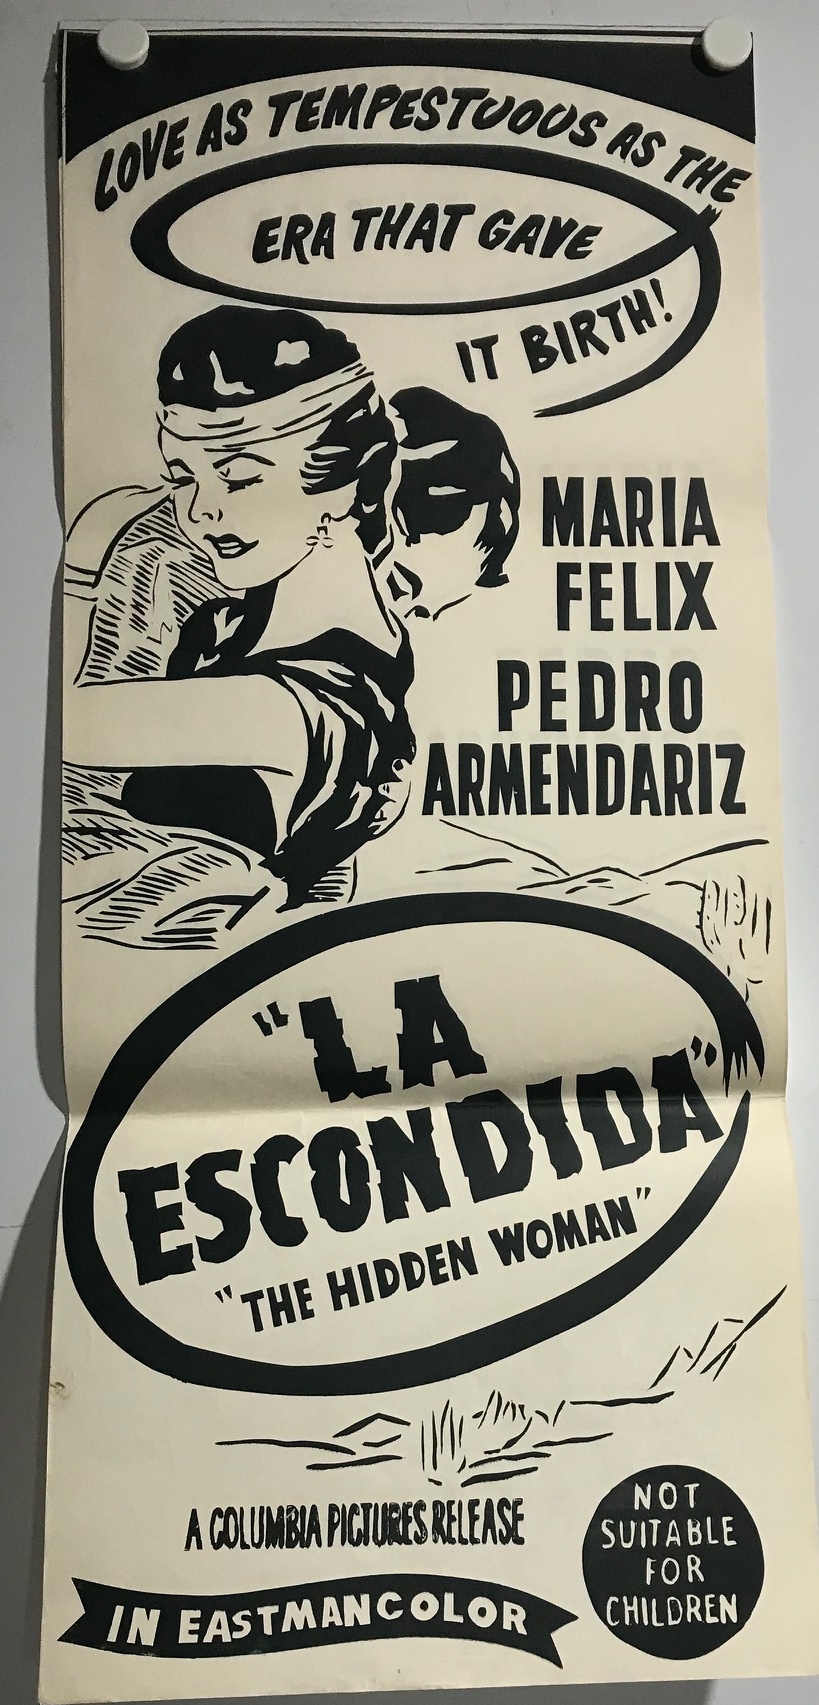 LOVE AS TEMPESTUOUS AS THE
ERA THAT GAVE
IT BIRTH!
MARIA
FELIX
PEDRO
ARMENDARIZ
"LA
ESCONDIDA"
"THE HIDDEN WOMAN"
A COLUMBIA PICTURES RELEASE
IN EASTMANCOLOR
NOT
SUITABLE
FOR
CHILDREN